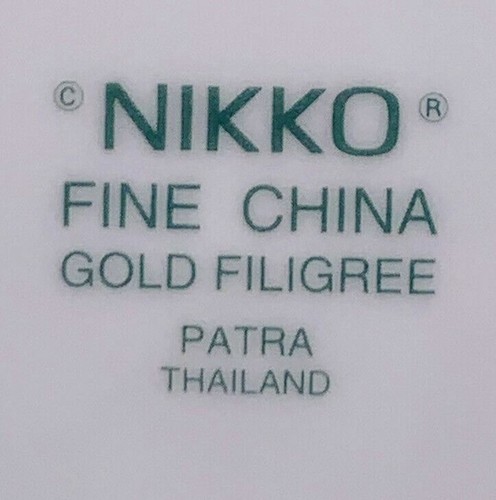 © NIKKO ®
FINE CHINA
GOLD FILIGREE
PATRA
THAILAND